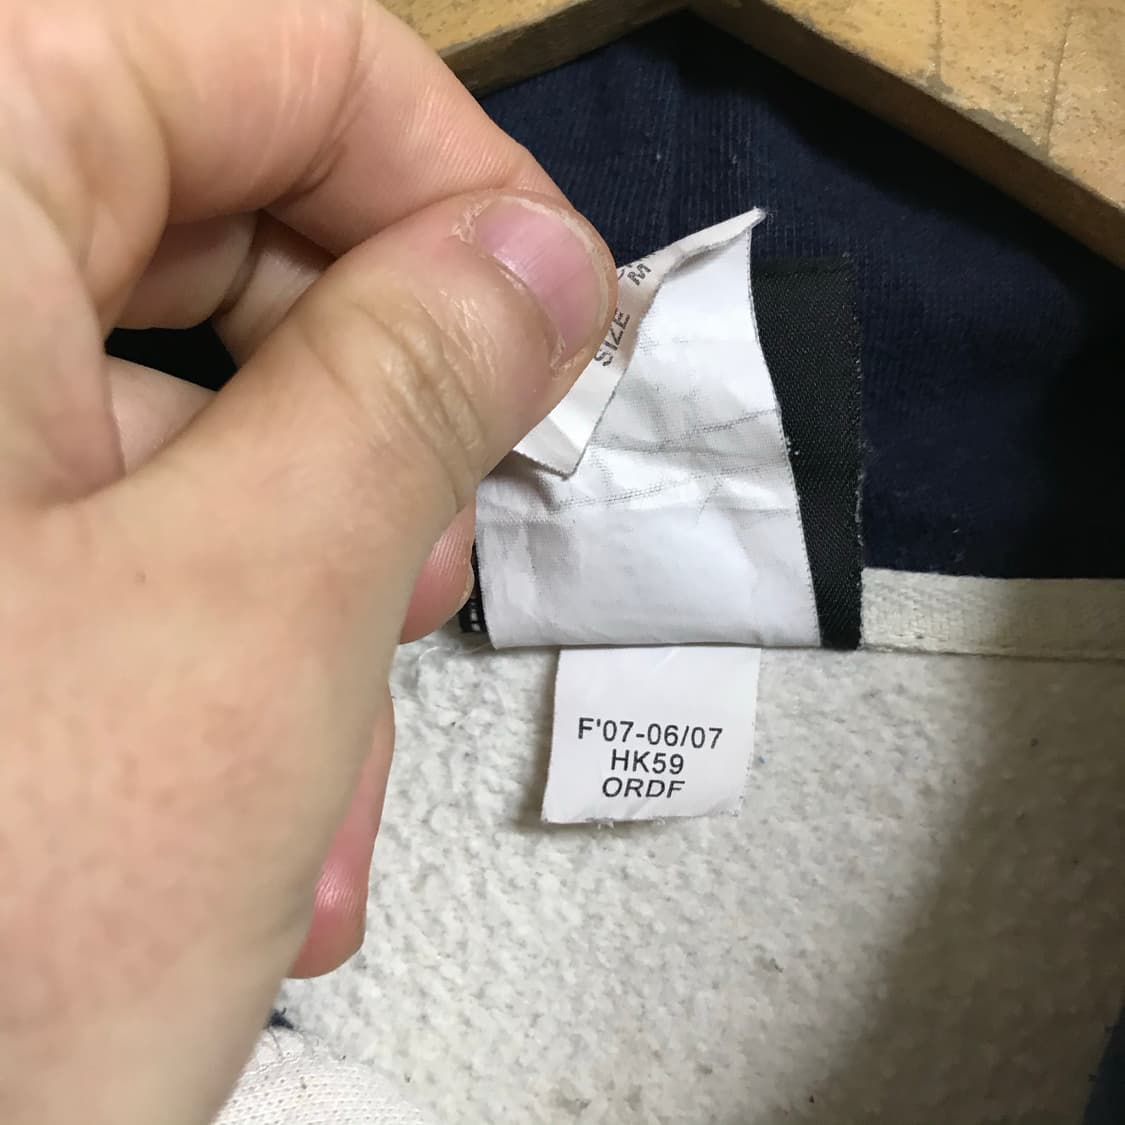 SIZE M
F'07-06/07
HK59
ORDF